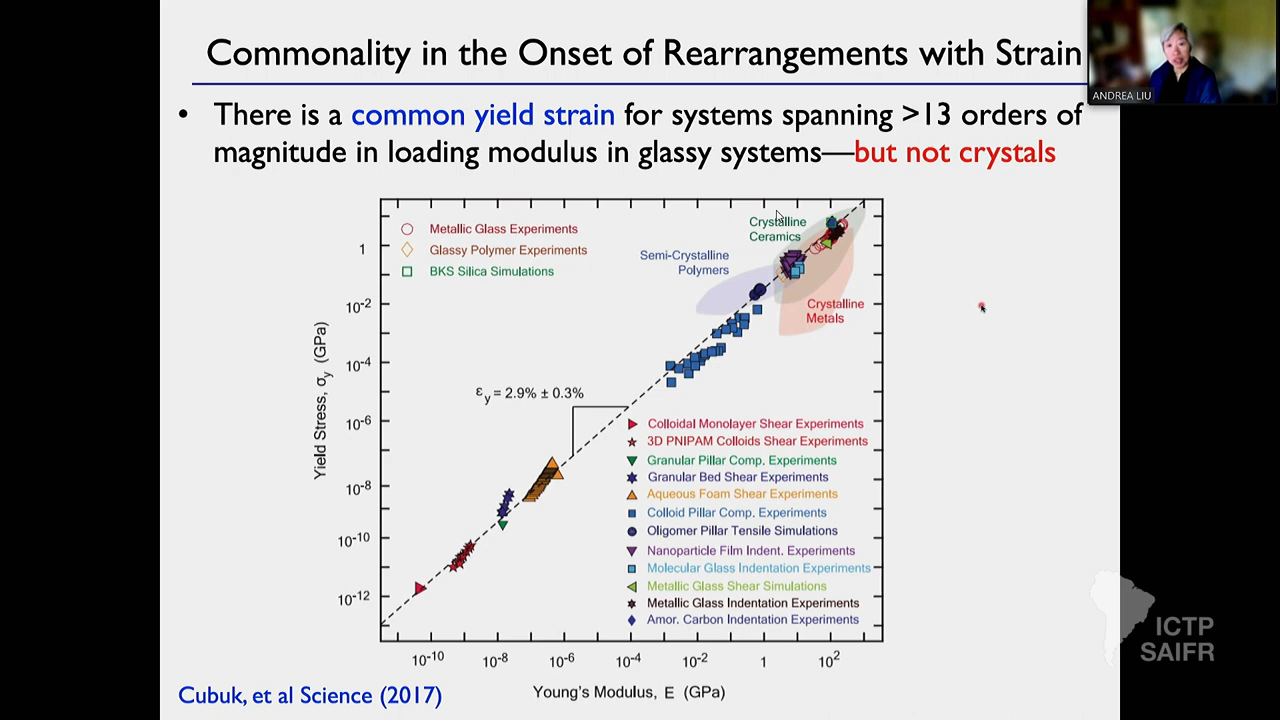 Commonality in the Onset of Rearrangements with Strain
ANDREA LIU
• There is a common yield strain for systems spanning >13 orders of
magnitude in loading modulus in glassy systems—but not crystals
Metallic Glass Experiments
Glassy Polymer Experiments
BKS Silica Simulations
Crystalline
Ceramics
Semi-Crystalline
Polymers
Crystalline
Metals
εy = 2.9% ± 0.3%
Colloidal Monolayer Shear Experiments
3D PNIPAM Colloids Shear Experiments
Granular Pillar Comp. Experiments
Granular Bed Shear Experiments
Aqueous Foam Shear Experiments
Colloid Pillar Comp. Experiments
Oligomer Pillar Tensile Simulations
Nanoparticle Film Indent. Experiments
Molecular Glass Indentation Experiments
Metallic Glass Shear Simulations
Metallic Glass Indentation Experiments
Amor. Carbon Indentation Experiments
Yield Stress, σy (GPa)
1
10-2
10-4
10-6
10-8
10-10
10-12
10-10 10-8 10-6 10-4 10-2 1 102
Young's Modulus, E (GPa)
Cubuk, et al Science (2017)
ICTP
SAIFR